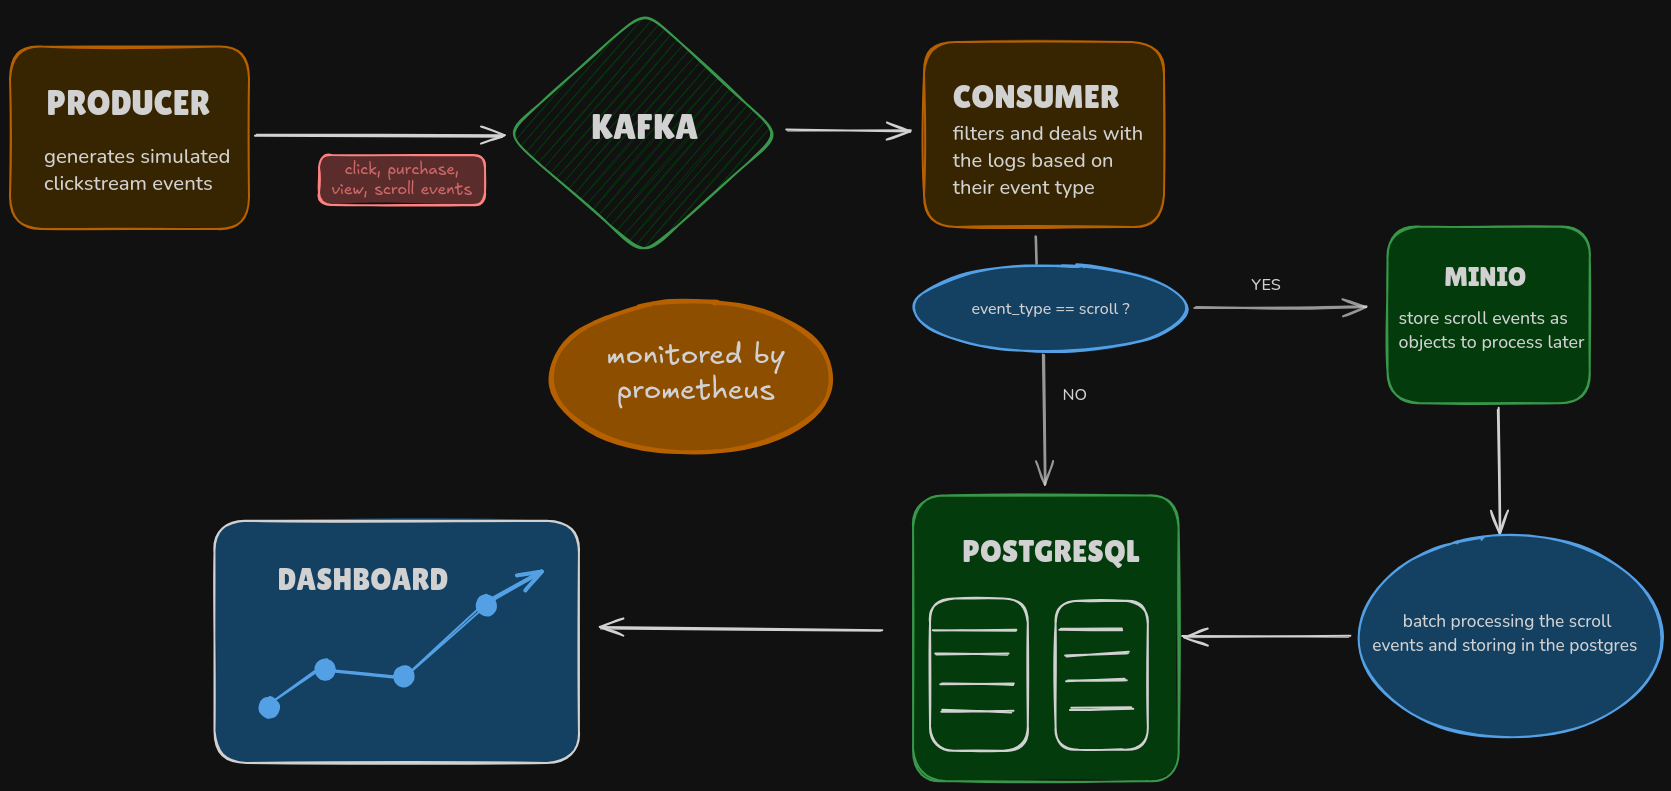 PRODUCER
generates simulated
clickstream events
click, purchase,
view, scroll events
KAFKA
CONSUMER
filters and deals with
the logs based on
their event type
event_type == scroll ?
YES
MINIO
store scroll events as
objects to process later
NO
monitored by
prometheus
POSTGRESQL
batch processing the scroll
events and storing in the postgres
DASHBOARD